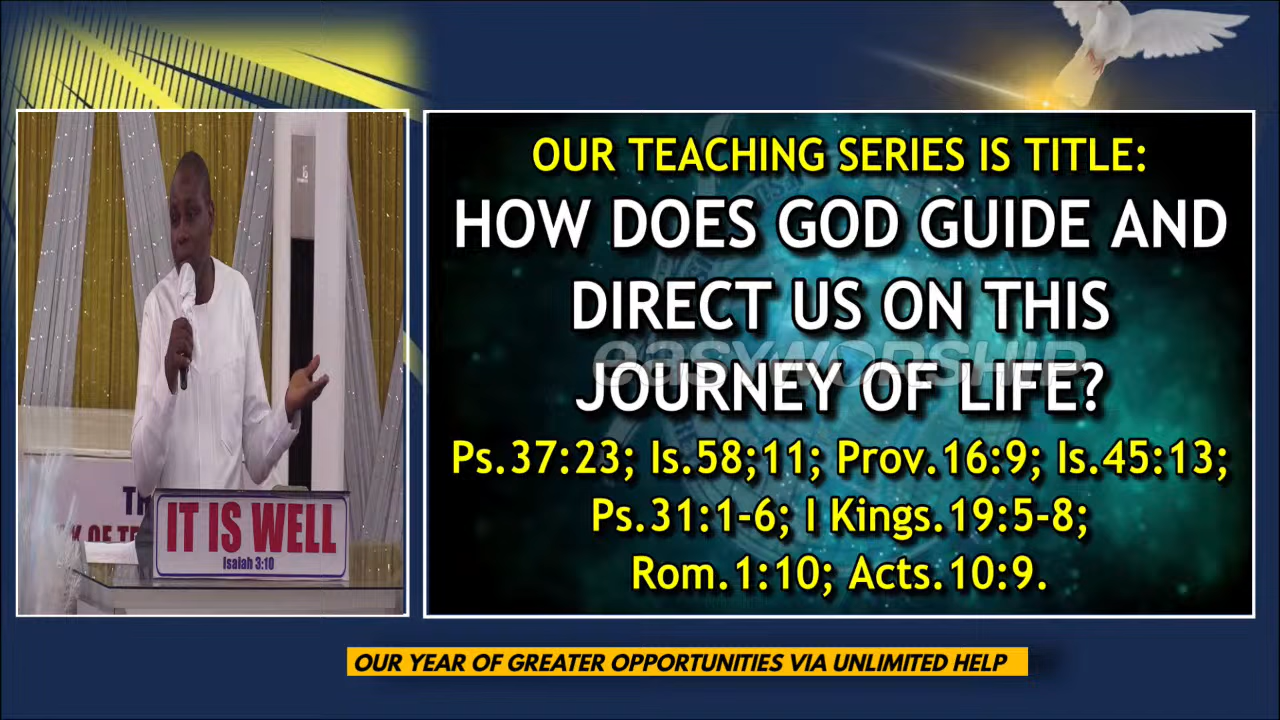 OUR TEACHING SERIES IS TITLE:
HOW DOES GOD GUIDE AND
DIRECT US ON THIS
JOURNEY OF LIFE?
easyworship
Ps.37:23; Is.58;11; Prov.16:9; Is.45:13;
Ps.31:1-6; I Kings.19:5-8;
Rom.1:10; Acts.10:9.
IT IS WELL
Isaiah 3:10
OUR YEAR OF GREATER OPPORTUNITIES VIA UNLIMITED HELP